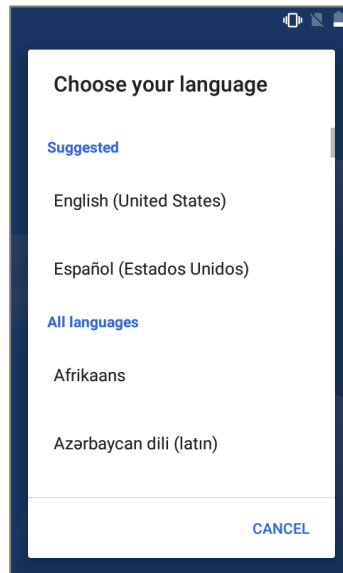 Choose your language
Suggested
English (United States)
Español (Estados Unidos)
All languages
Afrikaans
Azərbaycan dili (latın)
CANCEL